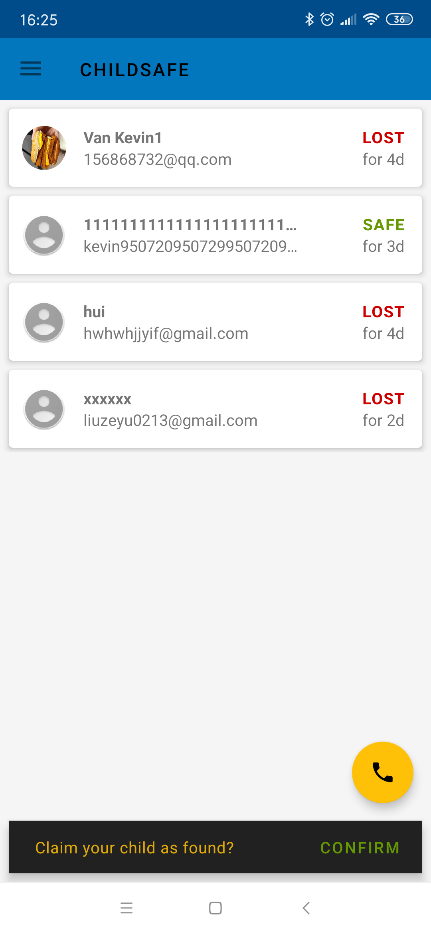 16:25
36
CHILDSAFE
Van Kevin1
LOST
156868732@qq.com
for 4d
11111111111111111111111...
SAFE
kevin9507209507299507209...
for 3d
hui
LOST
hwhwhjjyif@gmail.com
for 4d
xxxxxx
LOST
liuzeyu0213@gmail.com
for 2d
Claim your child as found?
CONFIRM